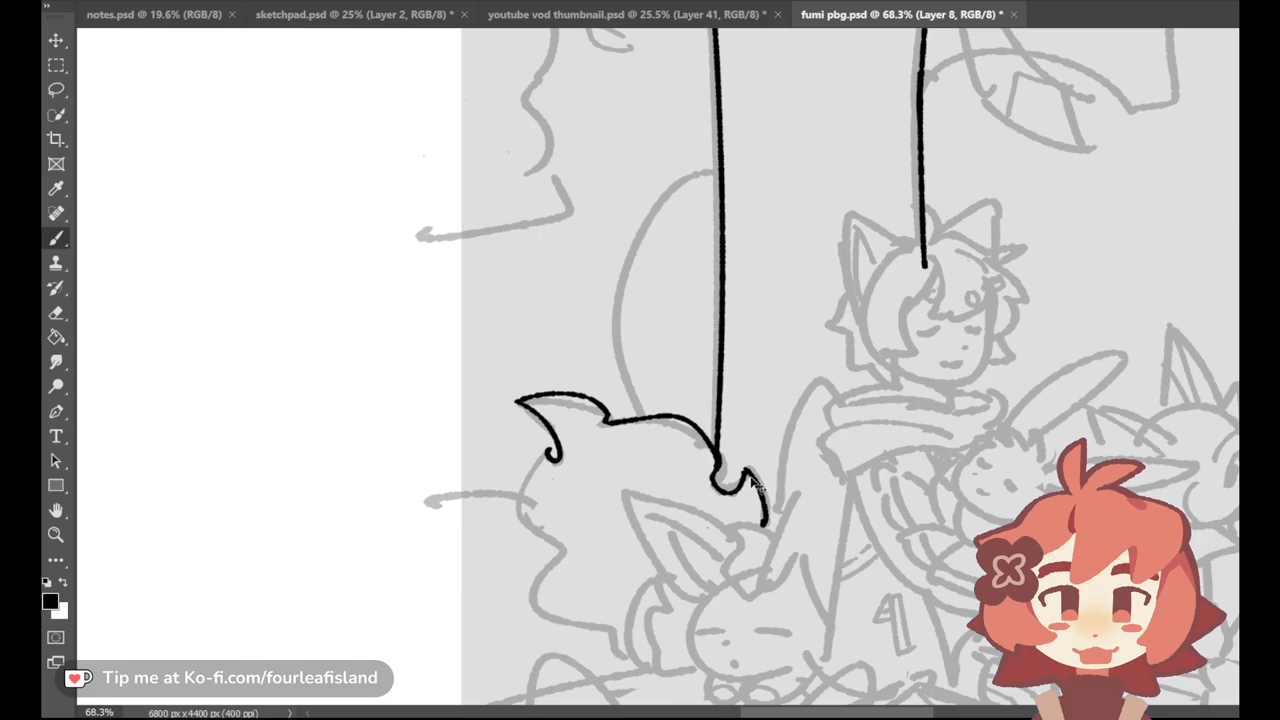 notes.psd @ 19.6% (RGB/8)
sketchpad.psd @ 25% (Layer 2, RGB/8) *
youtube vod thumbnail.psd @ 25.5% (Layer 41, RGB/8) *
fumi pbg.psd @ 68.3% (Layer 8, RGB/8) *
T
1
Tip me at Ko-fi.com/fourleafisland
68.3%
6800 px x 4400 px (400 ppi)